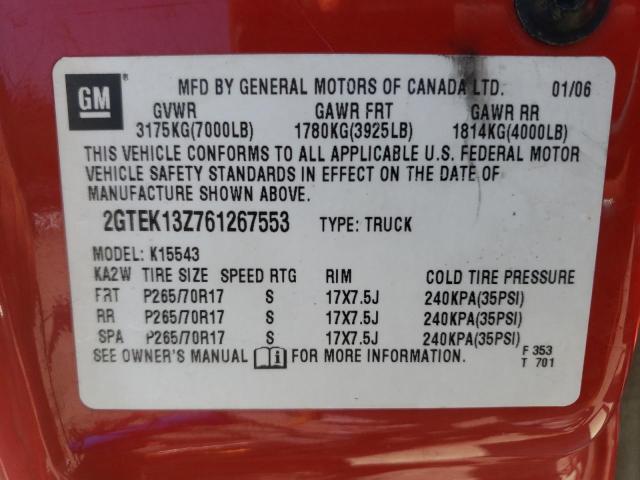 GM ®
MFD BY GENERAL MOTORS OF CANADA LTD. 01/06
GVWR GAWR FRT GAWR RR
3175KG(7000LB) 1780KG(3925LB) 1814KG(4000LB)
THIS VEHICLE CONFORMS TO ALL APPLICABLE U.S. FEDERAL MOTOR
VEHICLE SAFETY STANDARDS IN EFFECT ON THE DATE OF
MANUFACTURE SHOWN ABOVE.
2GTEK13Z761267553 TYPE: TRUCK
MODEL: K15543
KA2W TIRE SIZE SPEED RTG RIM COLD TIRE PRESSURE
FRT P265/70R17 S 17X7.5J 240KPA(35PSI)
RR P265/70R17 S 17X7.5J 240KPA(35PSI)
SPA P265/70R17 S 17X7.5J 240KPA(35PSI)
SEE OWNER'S MANUAL FOR MORE INFORMATION. F 353
T 701